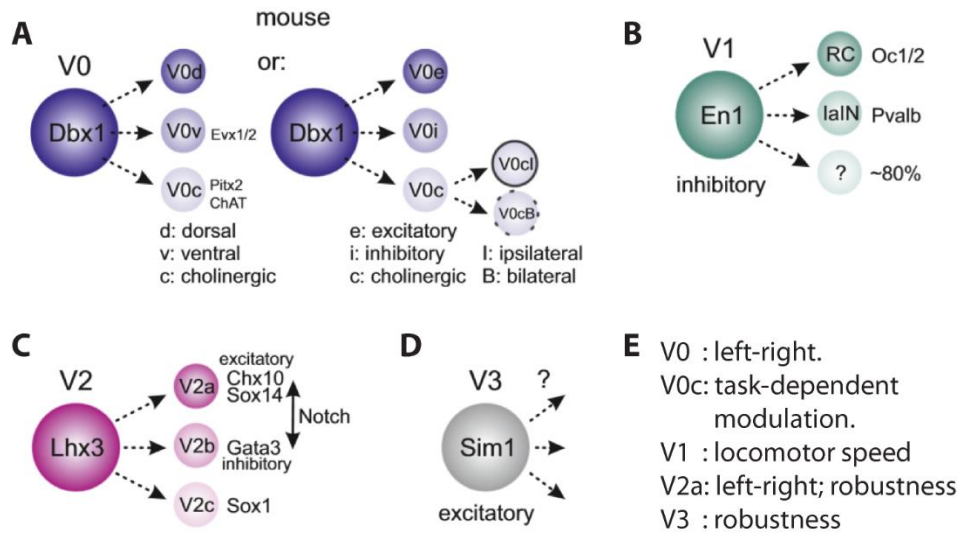 mouse
A
V0
Dbx1
V0d
V0v
Evx1/2
V0c
Pitx2
ChAT
d: dorsal
v: ventral
c: cholinergic
or:
Dbx1
V0e
V0i
V0c
V0cI
V0cB
e: excitatory
i: inhibitory
c: cholinergic
I: ipsilateral
B: bilateral
B
V1
En1
inhibitory
RC
Oc1/2
IaIN
Pvalb
?
~80%
C
V2
Lhx3
excitatory
V2a
Chx10
Sox14
Notch
V2b
Gata3
inhibitory
V2c
Sox1
D
V3
?
Sim1
excitatory
E
V0 : left-right.
V0c: task-dependent
modulation.
V1 : locomotor speed
V2a: left-right; robustness
V3 : robustness